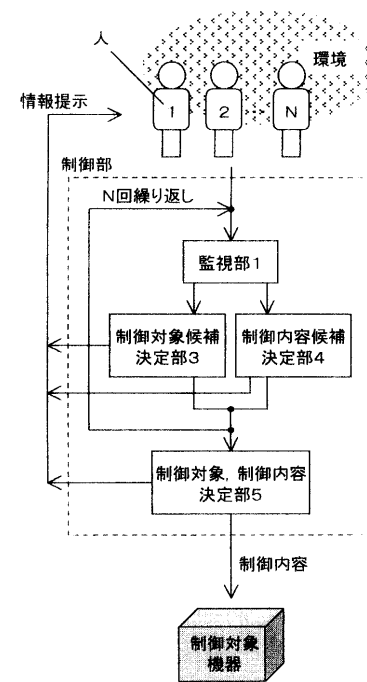 人
環境
情報提示
1
2
N
制御部
N回繰り返し
監視部1
制御対象候補
決定部3
制御内容候補
決定部4
制御対象,制御内容
決定部5
制御内容
制御対象
機器